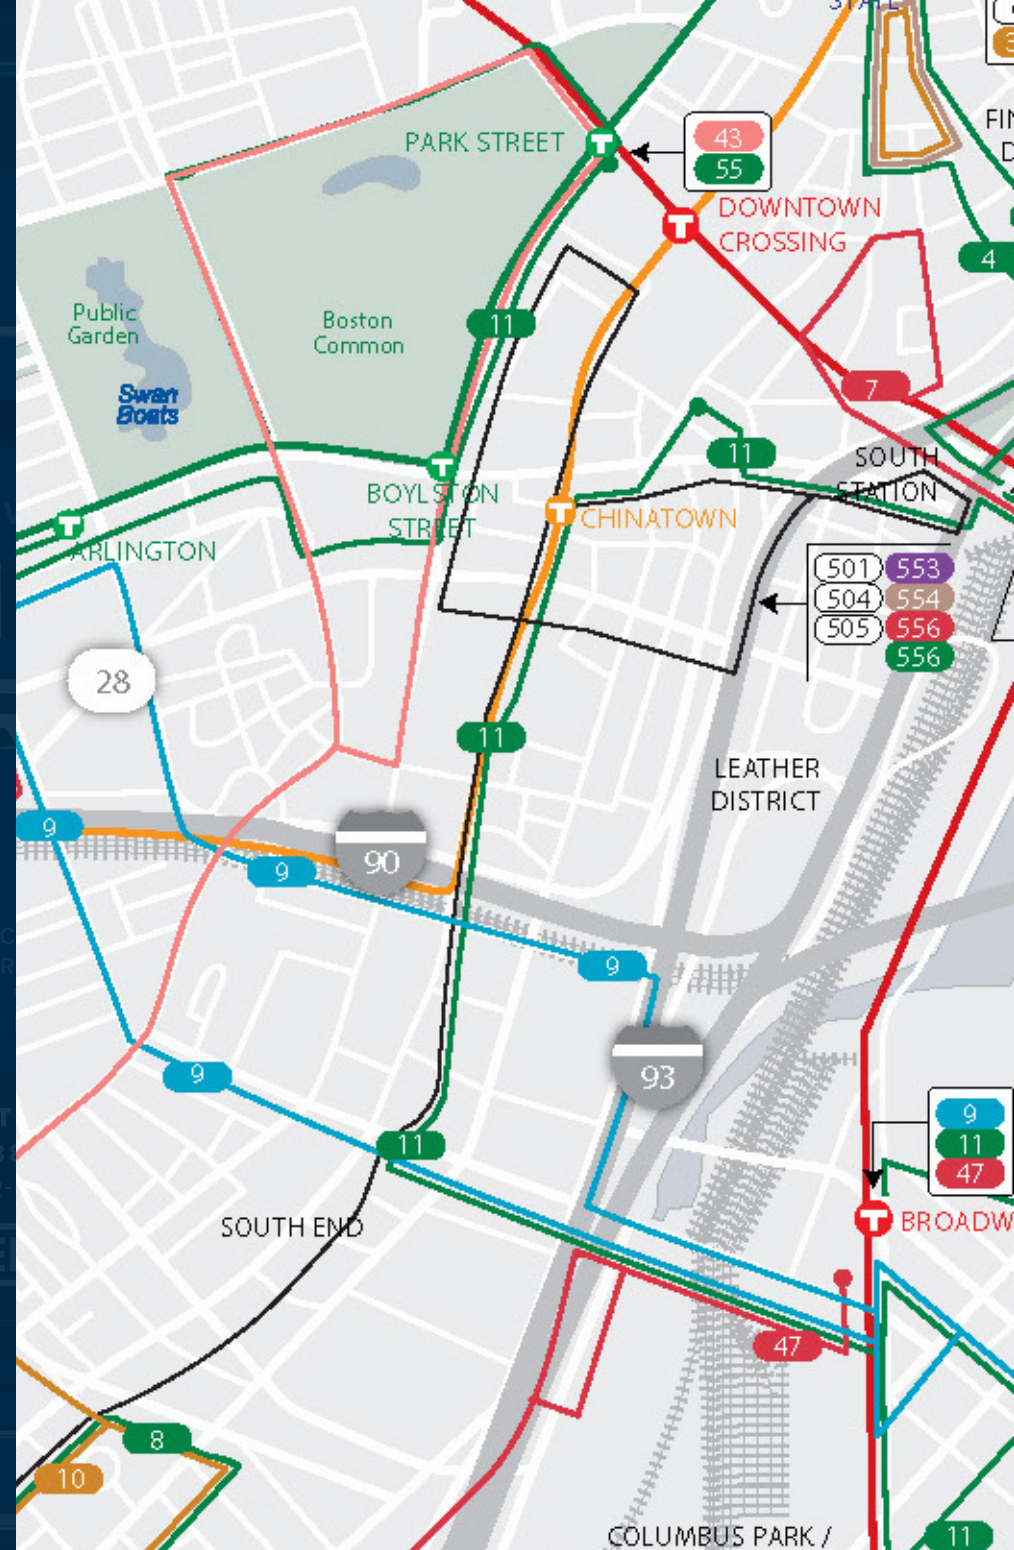 STATE
PARK STREET
T
43
55
DOWNTOWN
CROSSING
T
4
Public
Garden
Boston
Common
11
Swan
Boats
7
T
BOYLSTON
STREET
11
SOUTH
STATION
T
ARLINGTON
T
CHINATOWN
501
553
504
554
505
556
556
28
11
LEATHER
DISTRICT
9
90
9
9
93
9
9
11
47
11
T
BROADW
SOUTH END
47
8
10
COLUMBUS PARK /
11